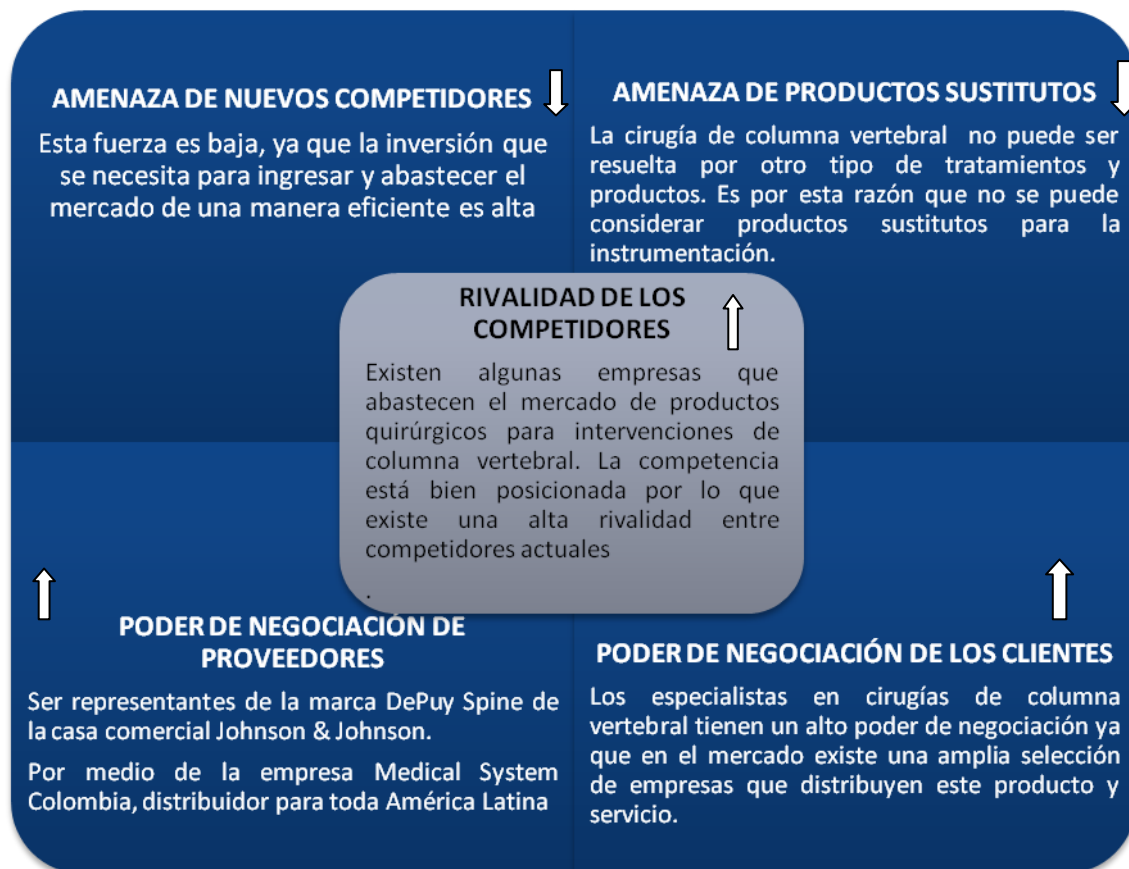 AMENAZA DE NUEVOS COMPETIDORES
Esta fuerza es baja, ya que la inversión que
se necesita para ingresar y abastecer el
mercado de una manera eficiente es alta
AMENAZA DE PRODUCTOS SUSTITUTOS
La cirugía de columna vertebral no puede ser
resuelta por otro tipo de tratamientos y
productos. Es por esta razón que no se puede
considerar productos sustitutos para la
instrumentación.
RIVALIDAD DE LOS
COMPETIDORES
Existen algunas empresas que
abastecen el mercado de productos
quirúrgicos para intervenciones de
columna vertebral. La competencia
está bien posicionada por lo que
existe una alta rivalidad entre
competidores actuales
.
PODER DE NEGOCIACIÓN DE
PROVEEDORES
Ser representantes de la marca DePuy Spine de
la casa comercial Johnson & Johnson.
Por medio de la empresa Medical System
Colombia, distribuidor para toda América Latina
PODER DE NEGOCIACIÓN DE LOS CLIENTES
Los especialistas en cirugías de columna
vertebral tienen un alto poder de negociación ya
que en el mercado existe una amplia selección
de empresas que distribuyen este producto y
servicio.